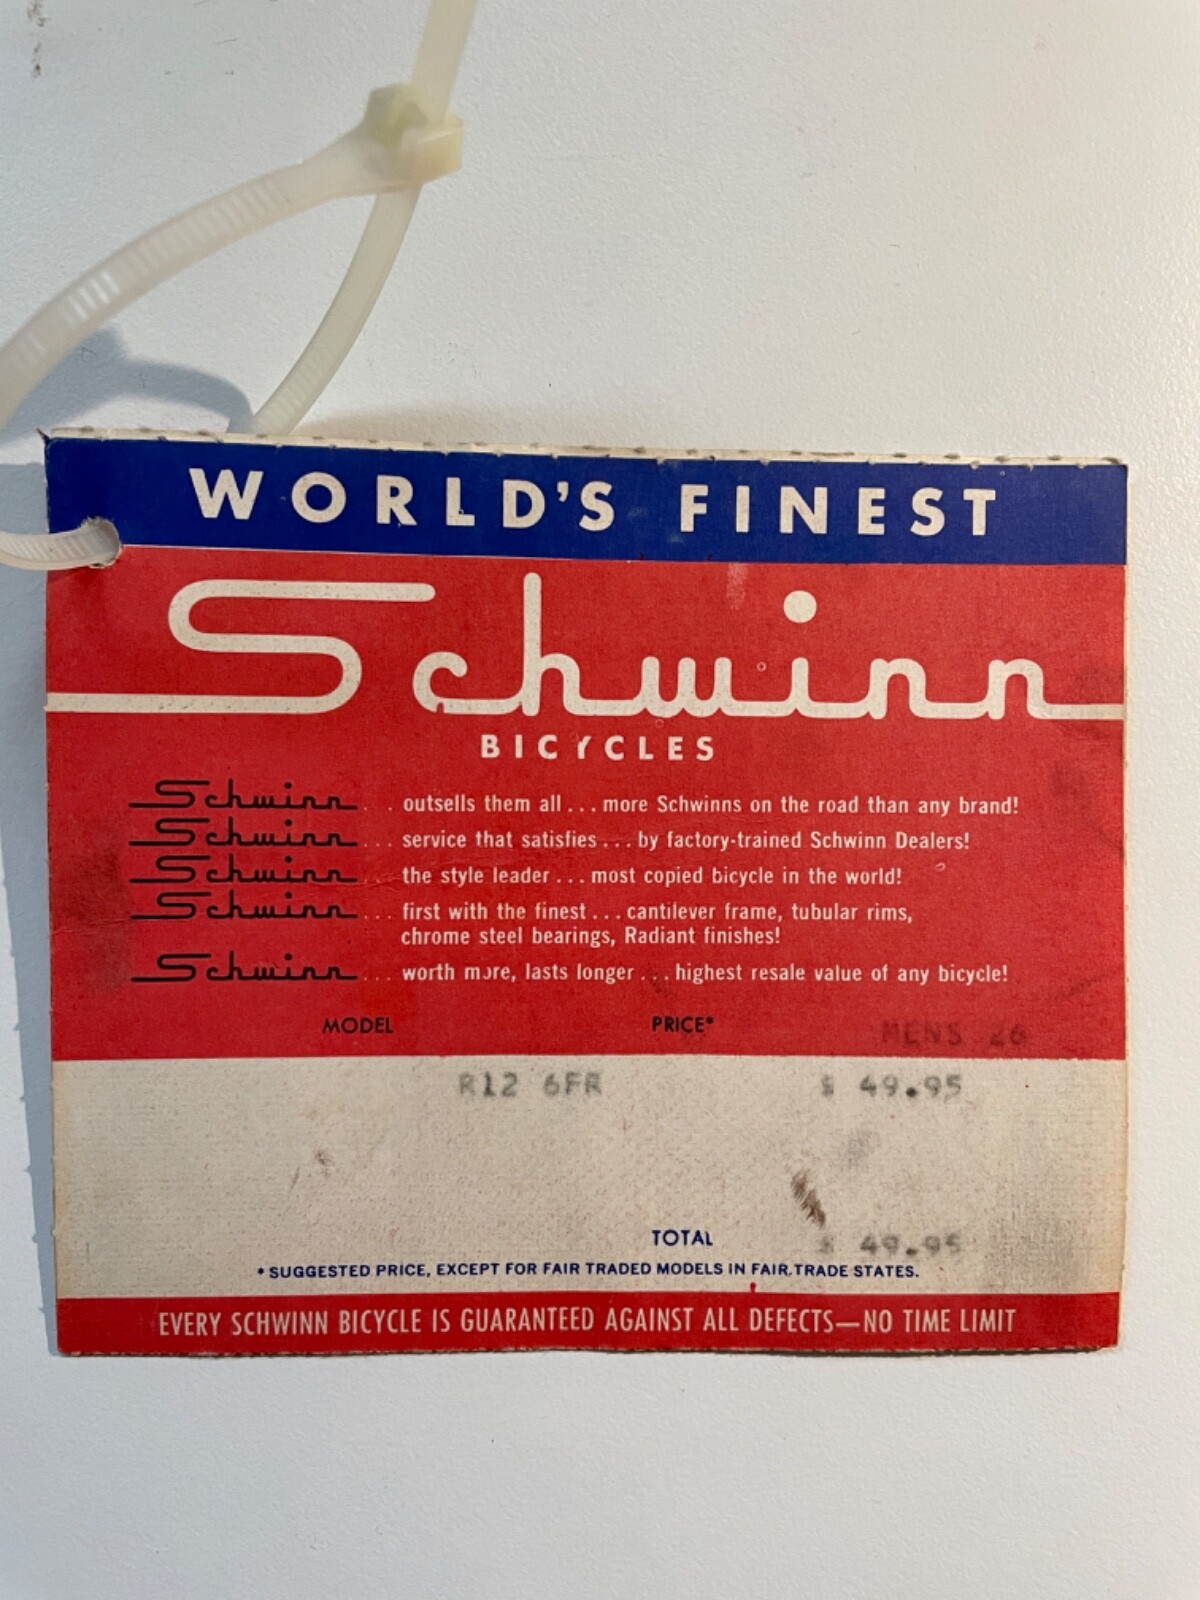 WORLD'S FINEST
Schwinn
BICYCLES
Schwinn ... outsells them all ... more Schwinns on the road than any brand!
Schwinn ... service that satisfies ... by factory-trained Schwinn Dealers!
Schwinn ... the style leader ... most copied bicycle in the world!
Schwinn ... first with the finest ... cantilever frame, tubular rims,
chrome steel bearings, Radiant finishes!
Schwinn ... worth more, lasts longer ... highest resale value of any bicycle!
MODEL PRICE* MENS 26
R12 6FR $ 49.95
TOTAL $ 49.95
*SUGGESTED PRICE, EXCEPT FOR FAIR TRADED MODELS IN FAIR TRADE STATES.
EVERY SCHWINN BICYCLE IS GUARANTEED AGAINST ALL DEFECTS—NO TIME LIMIT